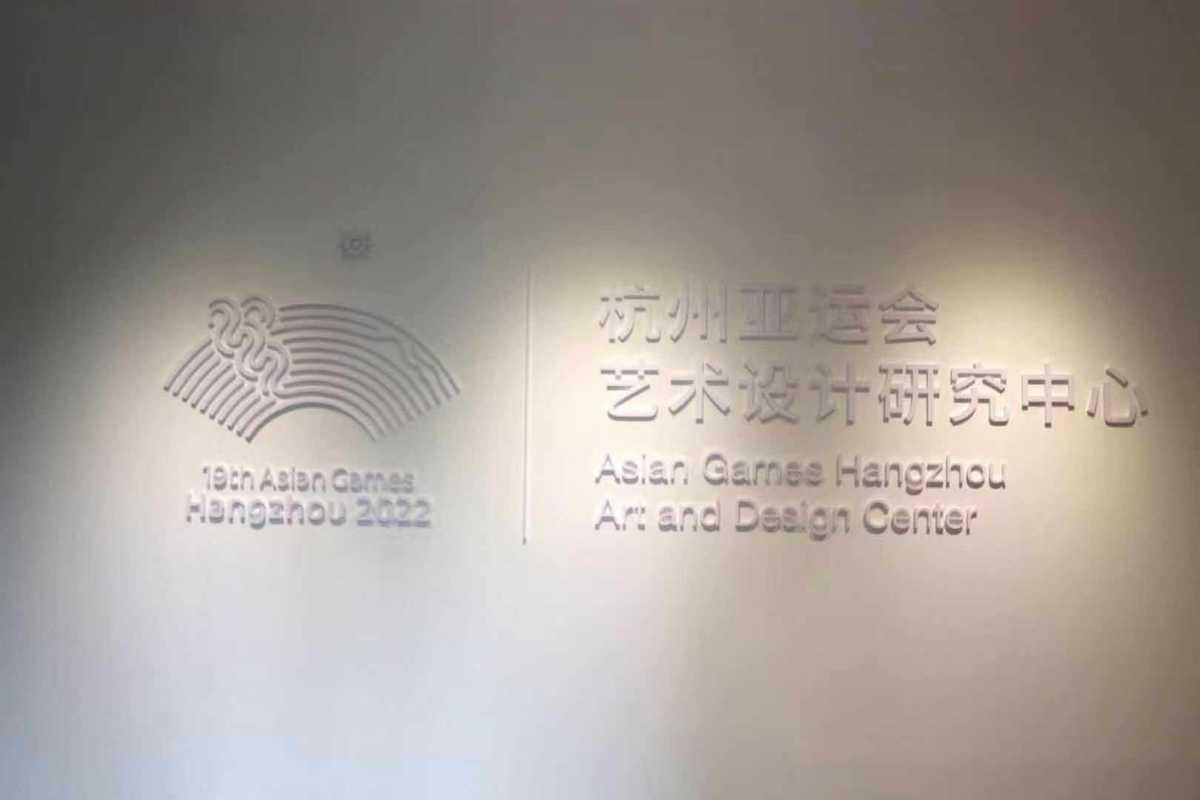 19th Asian Games
Hangzhou 2022
杭州亚运会
艺术设计研究中心
Asian Games Hangzhou
Art and Design Center